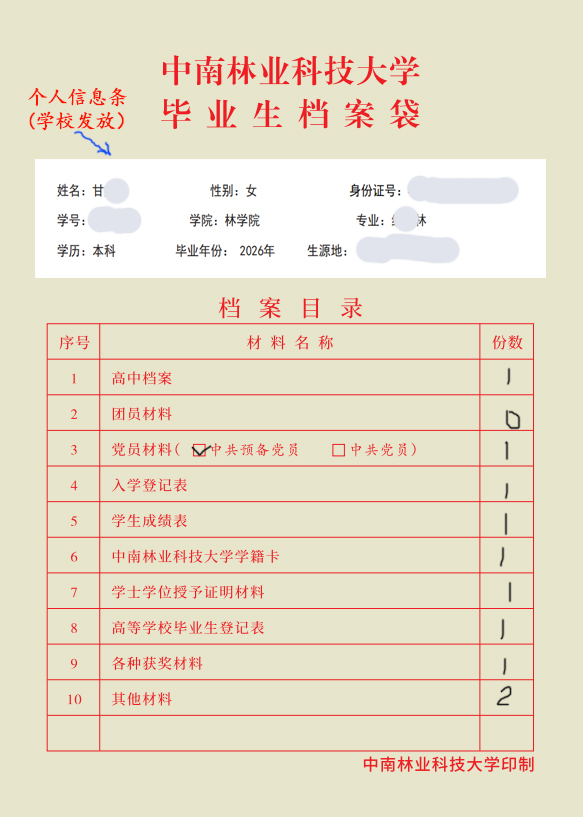 中南林业科技大学
毕业生档案袋
个人信息条
(学校发放)
姓名：甘 性别：女 身份证号：
学号： 学院：林学院 专业： 林
学历：本科 毕业年份： 2026年 生源地：
档案目录
序号 材料名称 份数
1 高中档案 1
2 团员材料 0
3 党员材料( ☑中共预备党员 □中共党员) 1
4 入学登记表 1
5 学生成绩表 1
6 中南林业科技大学学籍卡 1
7 学士学位授予证明材料 1
8 高等学校毕业生登记表 1
9 各种获奖材料 1
10 其他材料 2
中南林业科技大学印制